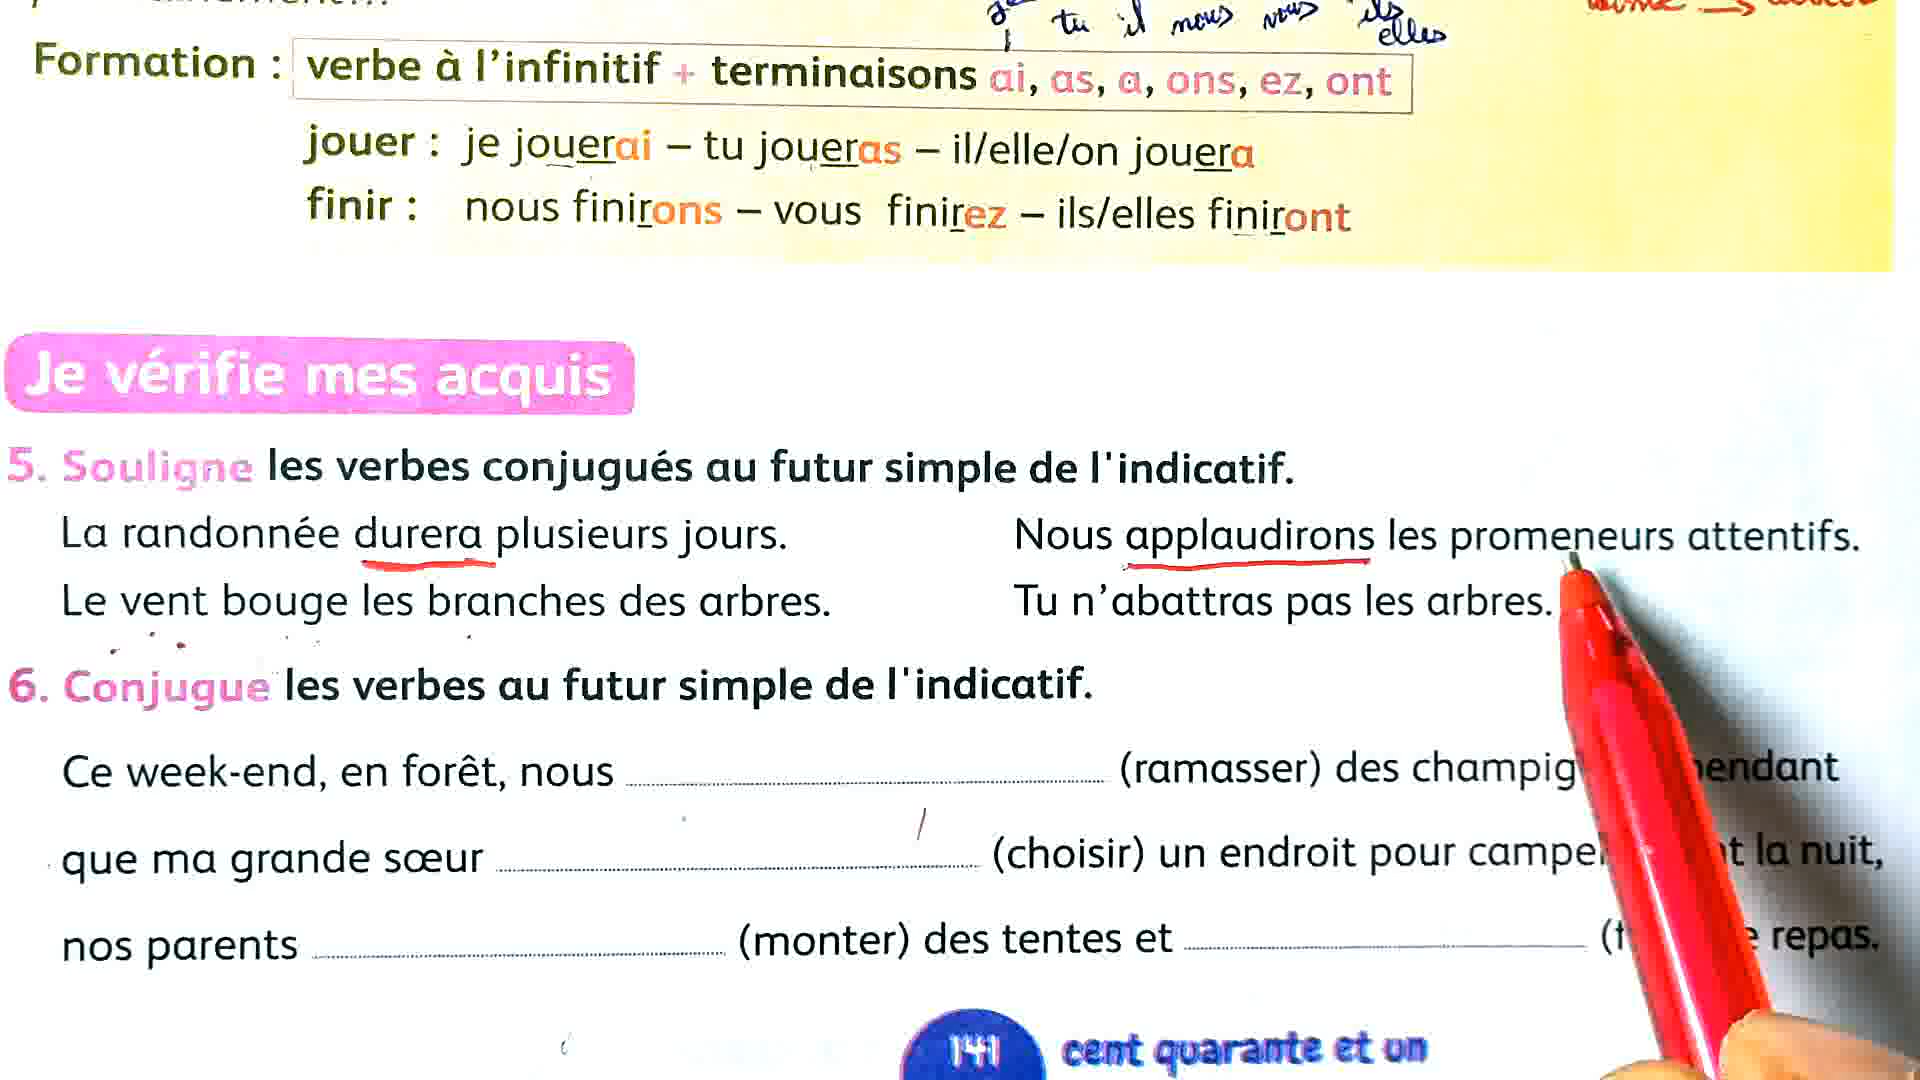 tu il nous vous ils
elles
Formation : verbe à l'infinitif + terminaisons ai, as, a, ons, ez, ont
jouer : je jouerai – tu joueras – il/elle/on jouera
finir : nous finirons – vous finirez – ils/elles finiront
Je vérifie mes acquis
5. Souligne les verbes conjugués au futur simple de l'indicatif.
La randonnée durera plusieurs jours. Nous applaudirons les promeneurs attentifs.
Le vent bouge les branches des arbres. Tu n'abattras pas les arbres.
6. Conjugue les verbes au futur simple de l'indicatif.
Ce week-end, en forêt, nous (ramasser) des champig endant
que ma grande sœur (choisir) un endroit pour campe t la nuit,
nos parents (monter) des tentes et repas.
141 cent quarante et un